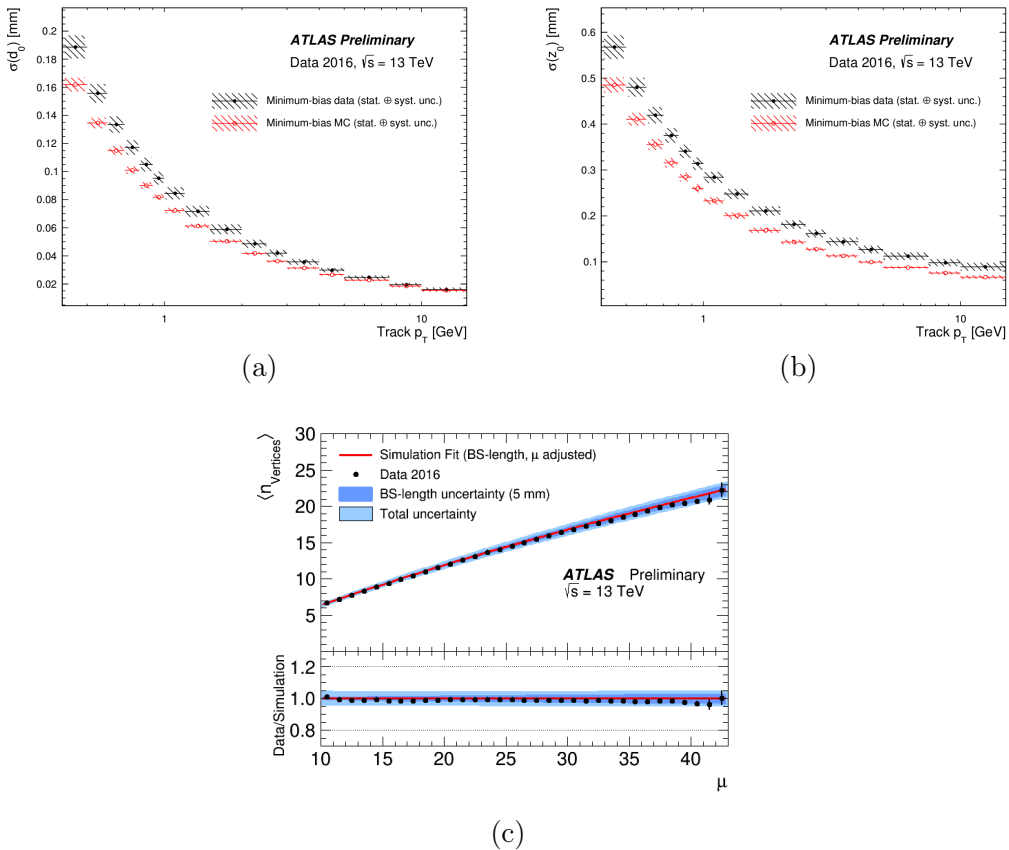 σ(d₀) [mm]
ATLAS Preliminary
Data 2016, √s = 13 TeV
Minimum-bias data (stat. ⊕ syst. unc.)
Minimum-bias MC (stat. ⊕ syst. unc.)
0.2
0.18
0.16
0.14
0.12
0.1
0.08
0.06
0.04
0.02
1
10
Track p_T [GeV]
(a)
σ(z₀) [mm]
ATLAS Preliminary
Data 2016, √s = 13 TeV
Minimum-bias data (stat. ⊕ syst. unc.)
Minimum-bias MC (stat. ⊕ syst. unc.)
0.6
0.5
0.4
0.3
0.2
0.1
1
10
Track p_T [GeV]
(b)
⟨n_Vertices⟩
30
25
20
15
10
5
Simulation Fit (BS-length, μ adjusted)
Data 2016
BS-length uncertainty (5 mm)
Total uncertainty
ATLAS Preliminary
√s = 13 TeV
Data/Simulation
1.2
1.0
0.8
10 15 20 25 30 35 40
μ
(c)